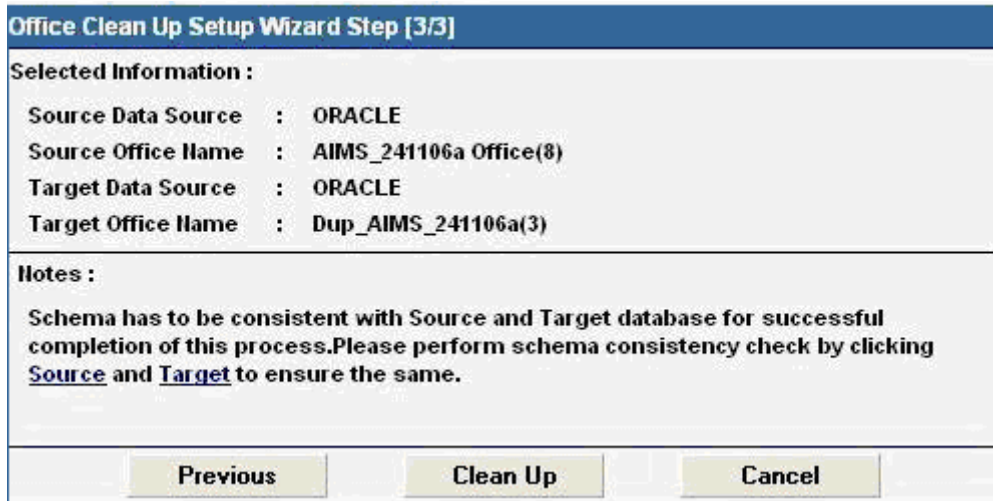 Office Clean Up Setup Wizard Step [3/3]
Selected Information :
Source Data Source : ORACLE
Source Office Name : AIMS_241106a Office(8)
Target Data Source : ORACLE
Target Office Name : Dup_AIMS_241106a(3)
Notes :
Schema has to be consistent with Source and Target database for successful
completion of this process.Please perform schema consistency check by clicking
Source and Target to ensure the same.
Previous Clean Up Cancel